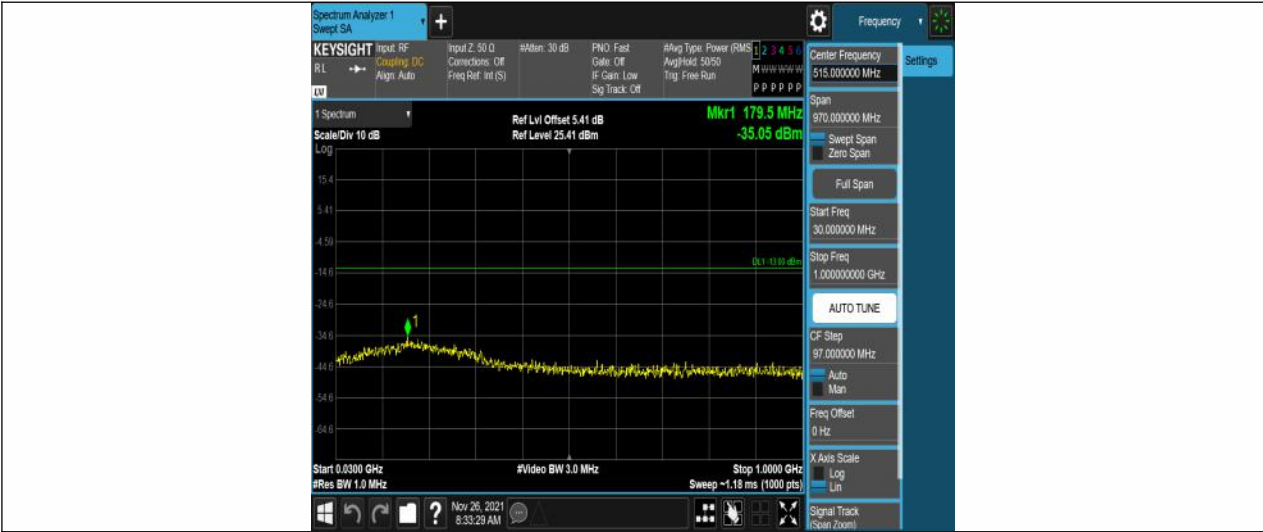 Spectrum Analyzer 1
Swept SA
+
Frequency
KEYSIGHT
Input: RF
Coupling: DC
Align: Auto
RL
LV
Input Z: 50 Ω
Corrections: Off
Freq Ref: Int (S)
#Atten: 30 dB
PNO: Fast
Gate: Off
IF Gain: Low
Sig Track: Off
#Avg Type: Power (RMS
Avg|Hold: 50/50
Trig: Free Run
1 2 3 4 5 6
M W W W W W
P P P P P P
Center Frequency
515.000000 MHz
Settings
Span
970.000000 MHz
Swept Span
Zero Span
Full Span
Start Freq
30.000000 MHz
Stop Freq
1.000000000 GHz
AUTO TUNE
CF Step
97.000000 MHz
Auto
Man
Freq Offset
0 Hz
X Axis Scale
Log
Lin
Signal Track
(Span Zoom)
1 Spectrum
Scale/Div 10 dB
Log
Ref Lvl Offset 5.41 dB
Ref Level 25.41 dBm
Mkr1 179.5 MHz
-35.05 dBm
15.4
5.41
-4.59
DL1 -13.00 dBm
-14.6
-24.6
1
-34.6
-44.6
-54.6
-64.6
Start 0.0300 GHz
#Res BW 1.0 MHz
#Video BW 3.0 MHz
Stop 1.0000 GHz
Sweep ~1.18 ms (1000 pts)
?
Nov 26, 2021
8:33:29 AM